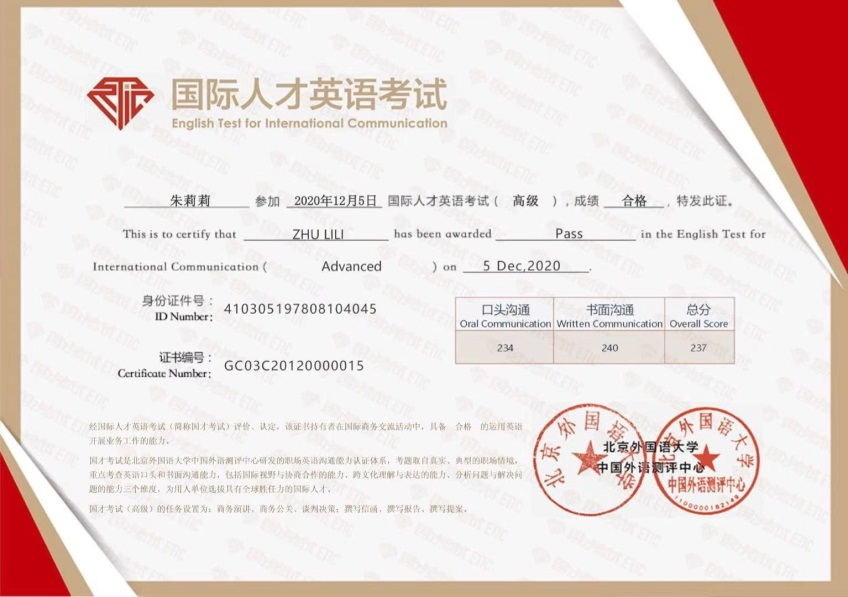 国际人才英语考试
English Test for International Communication
朱莉莉 参加 2020年12月5日 国际人才英语考试（ 高级 ），成绩 合格 ，特发此证。
This is to certify that ZHU LILI has been awarded Pass in the English Test for
International Communication ( Advanced ) on 5 Dec,2020 .
身份证件号：
ID Number: 410305197808104045
口头沟通 书面沟通 总分
Oral Communication Written Communication Overall Score
234 240 237
证书编号：
Certificate Number: GC03C20120000015
经国际人才英语考试（简称国才考试）评价、认定，该证书持有者在国际商务交流活动中，具备 合格 的运用英语
开展业务工作的能力。
国才考试是北京外国语大学中国外语测评中心研发的职场英语沟通能力认证体系，考题取自真实、典型的职场情境，
重点考查英语口头和书面沟通能力，包括国际视野与协商合作的能力、跨文化理解与表达的能力、分析问题与解决问
题的能力三个维度，为用人单位选拔具有全球胜任力的国际人才。
国才考试（高级）的任务设置为：商务演讲、商务公关、谈判决策；撰写信函、撰写报告、撰写提案。
北京外国语大学
中国外语测评中心
北京外国语大学
北京外国语大学
中国外语测评中心
1100000182149